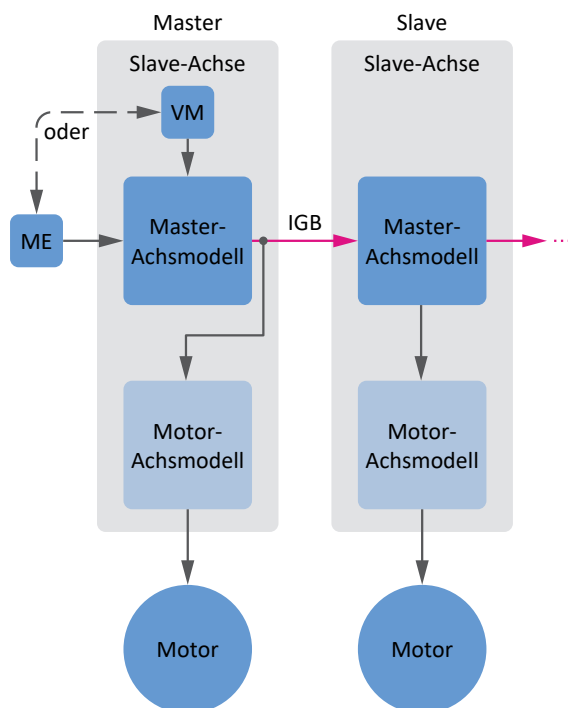 Master
Slave
Slave-Achse
Slave-Achse
VM
oder
ME
Master-
Achsmodell
IGB
Master-
Achsmodell
Motor-
Achsmodell
Motor-
Achsmodell
Motor
Motor